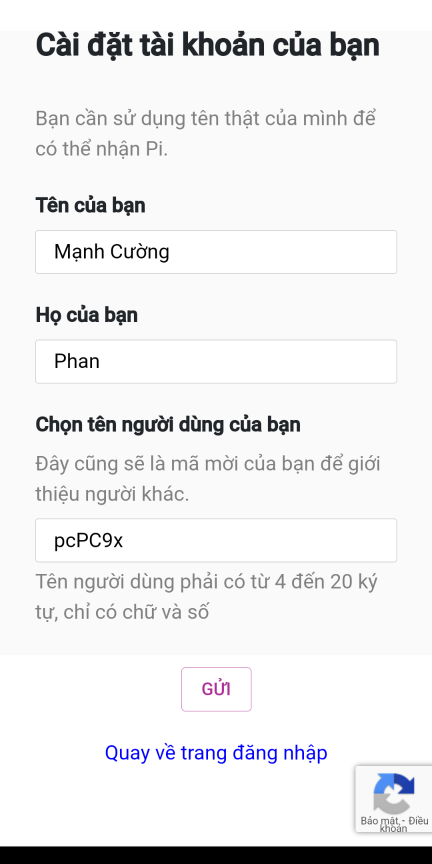 Cài đặt tài khoản của bạn
Bạn cần sử dụng tên thật của mình để
có thể nhận Pi.
Tên của bạn
Mạnh Cường
Họ của bạn
Phan
Chọn tên người dùng của bạn
Đây cũng sẽ là mã mời của bạn để giới
thiệu người khác.
pcPC9x
Tên người dùng phải có từ 4 đến 20 ký
tự, chỉ có chữ và số
GỬI
Quay về trang đăng nhập
Bảo mật - Điều
khoản